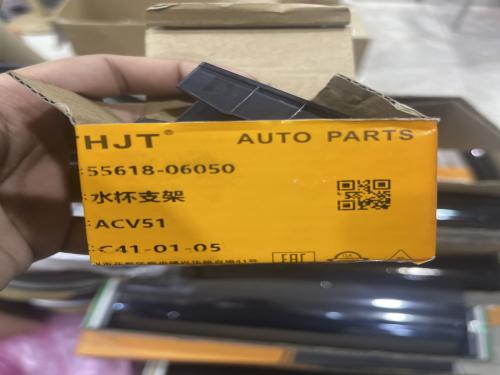 HJT® AUTO PARTS
:55618-06050
:水杯支架
:ACV51
:C41-01-05
EAC